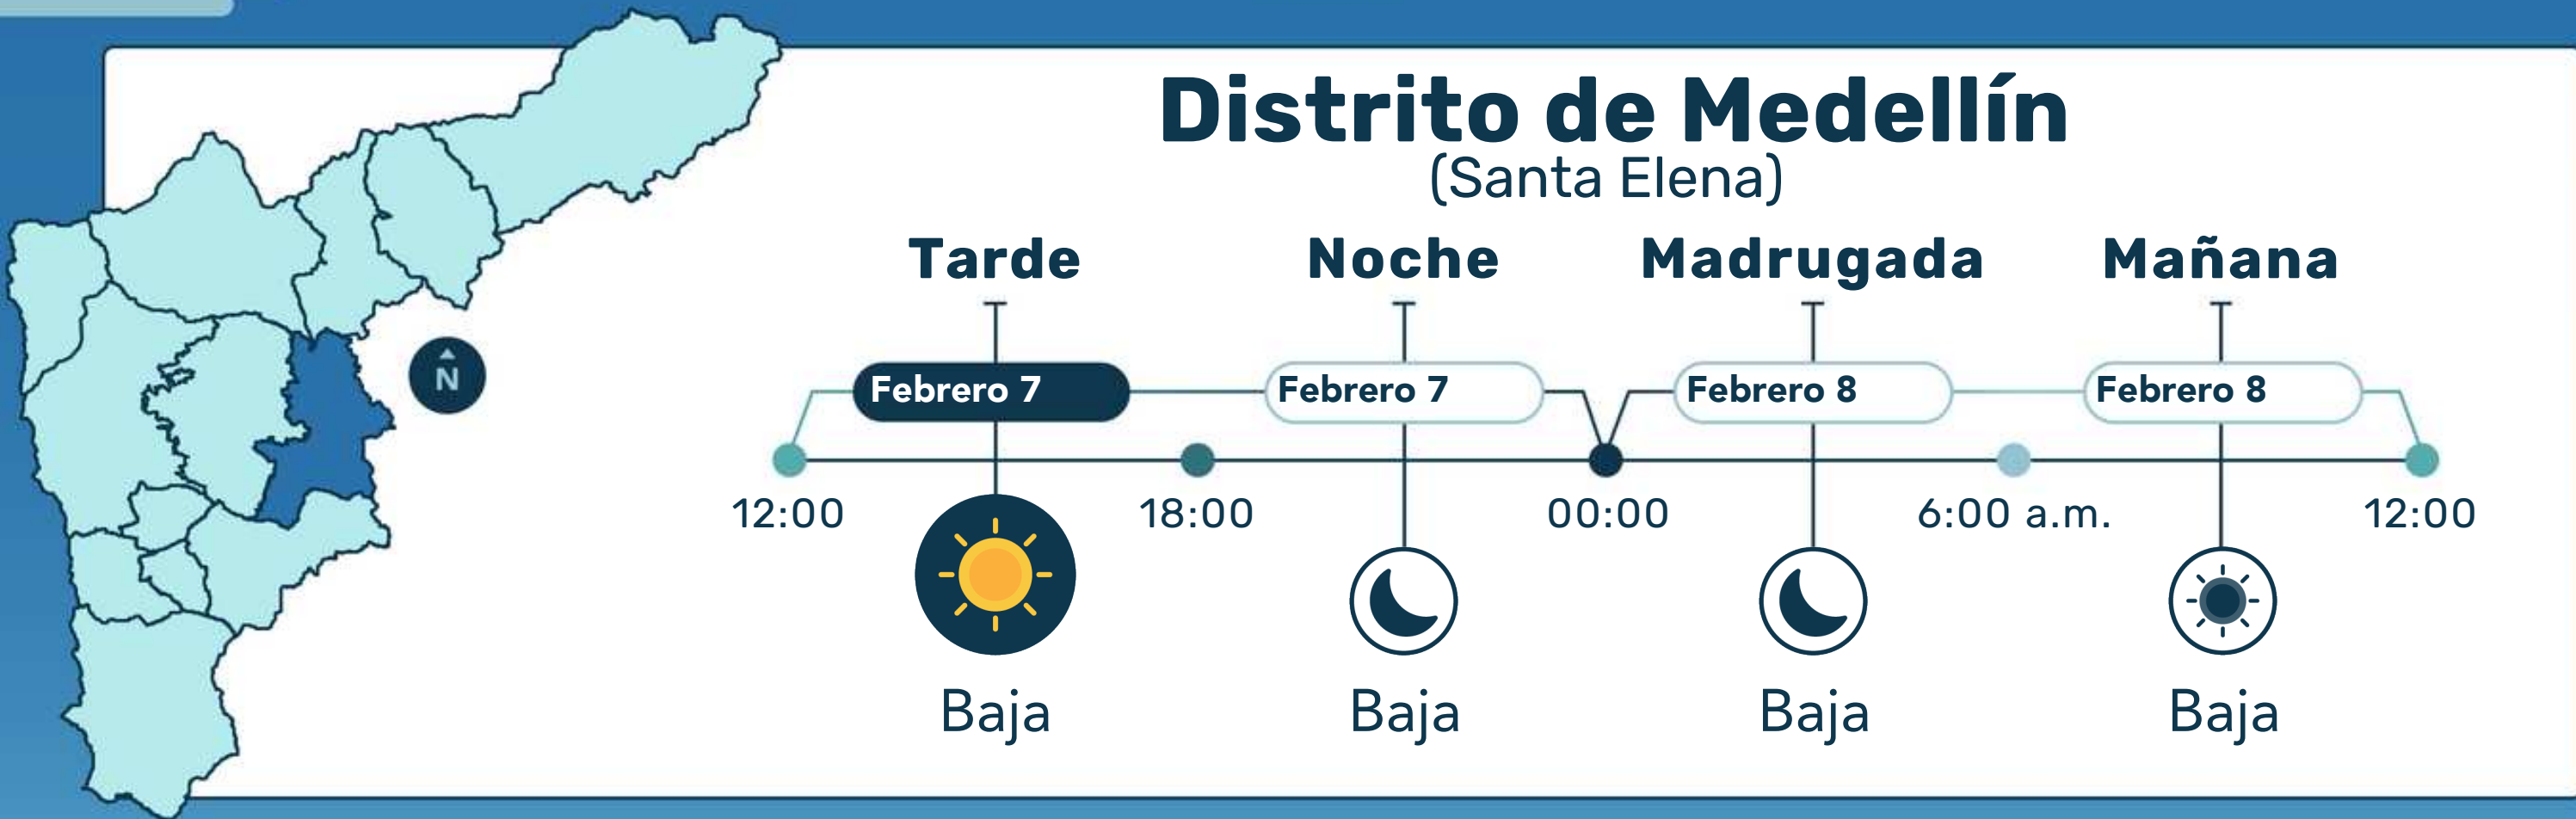 Distrito de Medellín
(Santa Elena)
Tarde Noche Madrugada Mañana
N
Febrero 7 Febrero 7 Febrero 8 Febrero 8
12:00 18:00 00:00 6:00 a.m. 12:00
Baja Baja Baja Baja